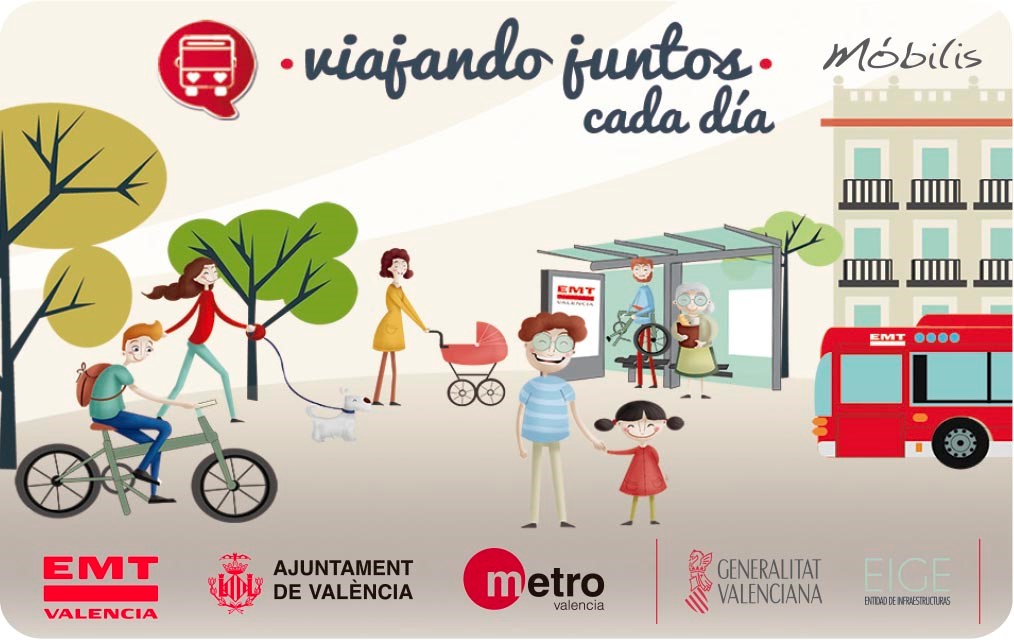 • viajando juntos •
cada día
Móbilis
EMT
VALENCIA
EMT
EMT
VALENCIA
AJUNTAMENT
DE VALÈNCIA
metro
valencia
GENERALITAT
VALENCIANA
EIGE
ENTIDAD DE INFRAESTRUCTURAS